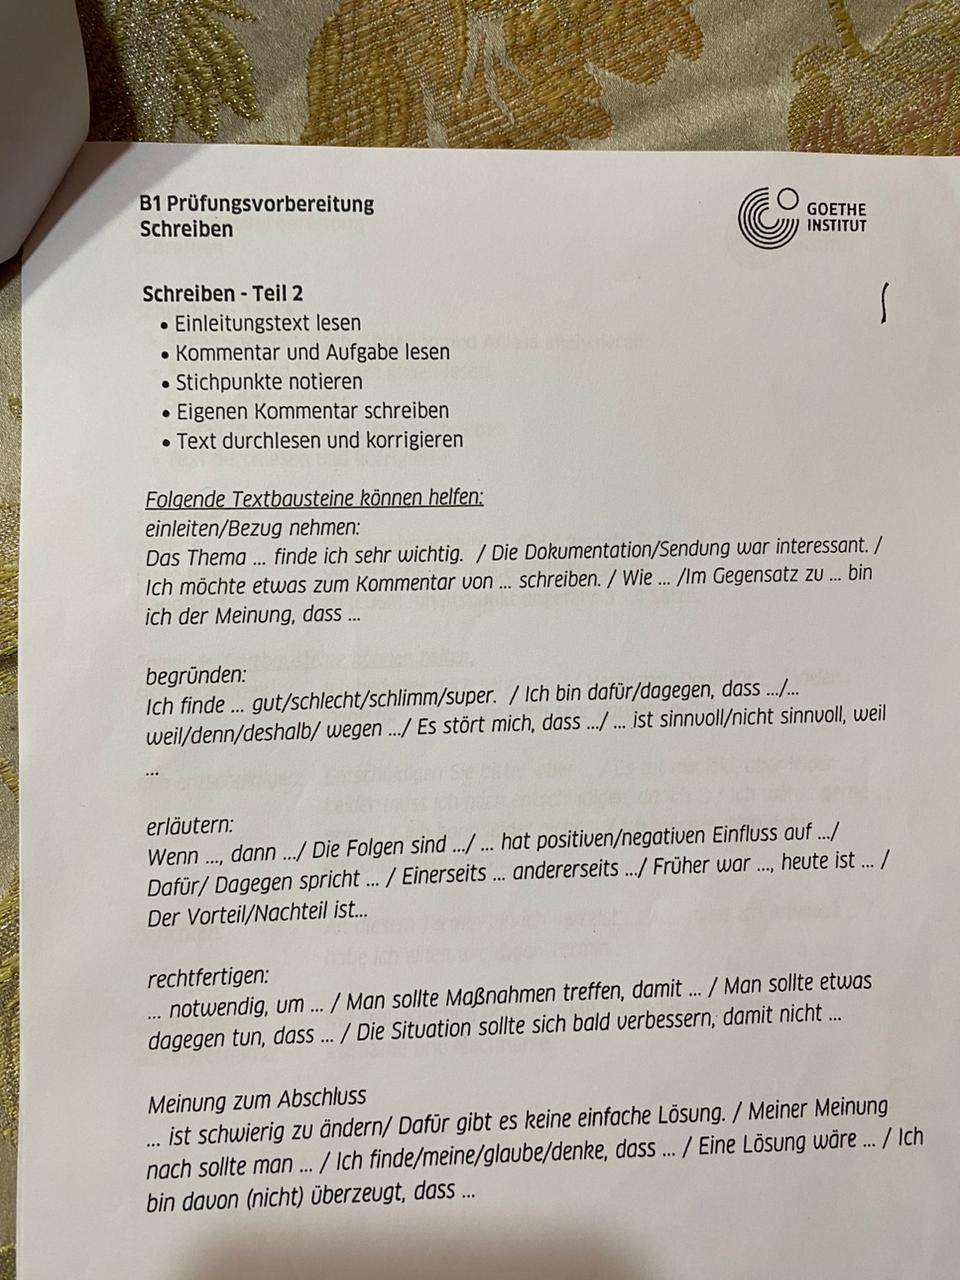 B1 Prüfungsvorbereitung
Schreiben
GOETHE
INSTITUT
Schreiben - Teil 2
• Einleitungstext lesen
• Kommentar und Aufgabe lesen
• Stichpunkte notieren
• Eigenen Kommentar schreiben
• Text durchlesen und korrigieren
Folgende Textbausteine können helfen:
einleiten/Bezug nehmen:
Das Thema ... finde ich sehr wichtig. / Die Dokumentation/Sendung war interessant. /
Ich möchte etwas zum Kommentar von ... schreiben. / Wie ... /Im Gegensatz zu ... bin
ich der Meinung, dass ...
begründen:
Ich finde ... gut/schlecht/schlimm/super. / Ich bin dafür/dagegen, dass .../...
weil/denn/deshalb/ wegen .../ Es stört mich, dass .../ ... ist sinnvoll/nicht sinnvoll, weil
...
erläutern:
Wenn ..., dann .../ Die Folgen sind .../ ... hat positiven/negativen Einfluss auf .../
Dafür/ Dagegen spricht ... / Einerseits ... andererseits .../ Früher war ..., heute ist ... /
Der Vorteil/Nachteil ist...
rechtfertigen:
... notwendig, um ... / Man sollte Maßnahmen treffen, damit ... / Man sollte etwas
dagegen tun, dass ... / Die Situation sollte sich bald verbessern, damit nicht ...
Meinung zum Abschluss
... ist schwierig zu ändern/ Dafür gibt es keine einfache Lösung. / Meiner Meinung
nach sollte man ... / Ich finde/meine/glaube/denke, dass ... / Eine Lösung wäre ... / Ich
bin davon (nicht) überzeugt, dass ...